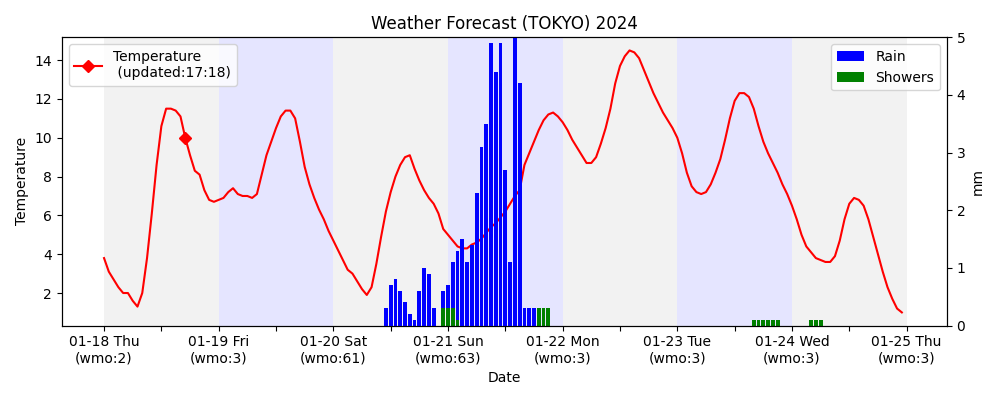 Weather Forecast (TOKYO) 2024
Temperature
(updated:17:18)
Rain
Showers
Temperature
14
12
10
8
6
4
2
5
4
3
2
1
0
mm
01-18 Thu
(wmo:2)
01-19 Fri
(wmo:3)
01-20 Sat
(wmo:61)
01-21 Sun
(wmo:63)
01-22 Mon
(wmo:3)
01-23 Tue
(wmo:3)
01-24 Wed
(wmo:3)
01-25 Thu
(wmo:3)
Date